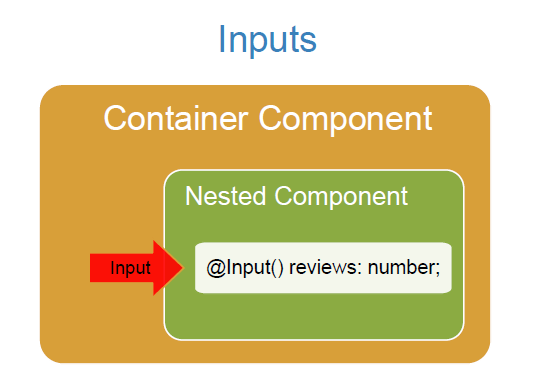 Inputs
Container Component
Nested Component
Input
@Input() reviews: number;